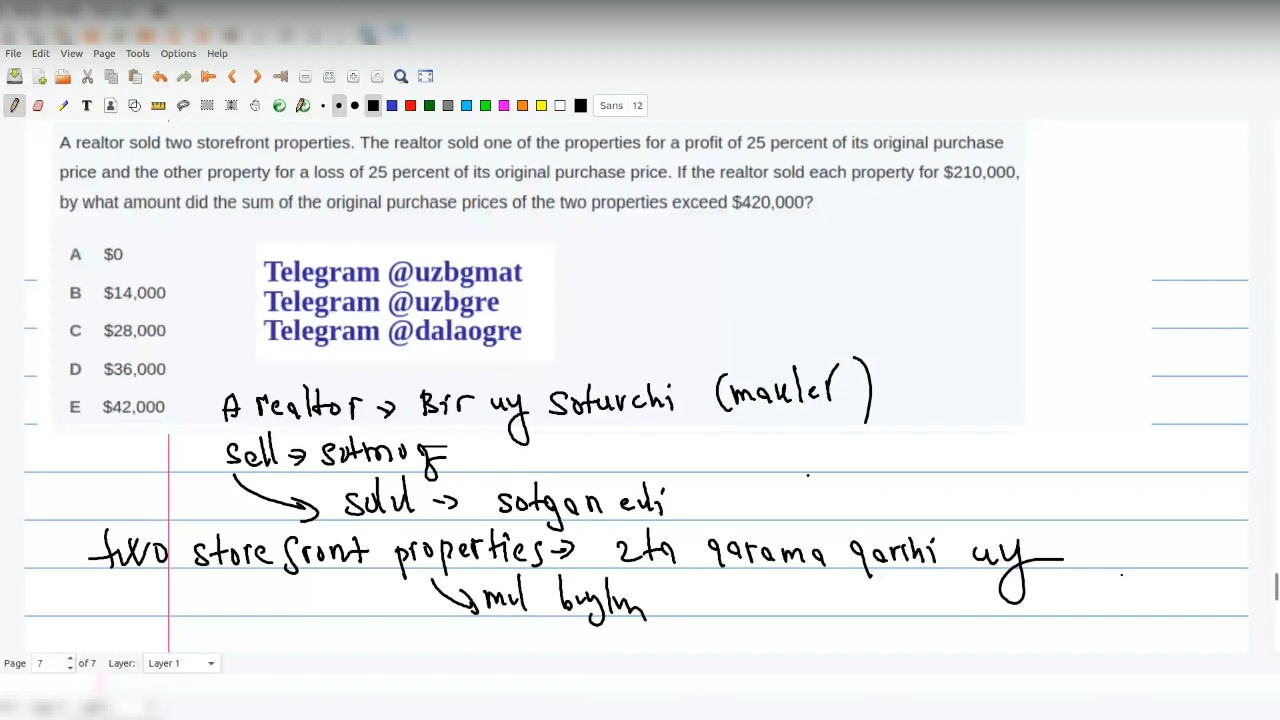 File Edit View Page Tools Options Help
Sans 12
A realtor sold two storefront properties. The realtor sold one of the properties for a profit of 25 percent of its original purchase
price and the other property for a loss of 25 percent of its original purchase price. If the realtor sold each property for $210,000,
by what amount did the sum of the original purchase prices of the two properties exceed $420,000?
A $0
B $14,000
C $28,000
D $36,000
E $42,000
Telegram @uzbgmat
Telegram @uzbgre
Telegram @dalaogre
A realtor → Bir uy soturchi (makler)
sell → sotmoq
sold → sotgan edi
two storefront properties → 2ta qarama qarshi uy
↘ mul
Page 7 of 7 Layer: Layer 1